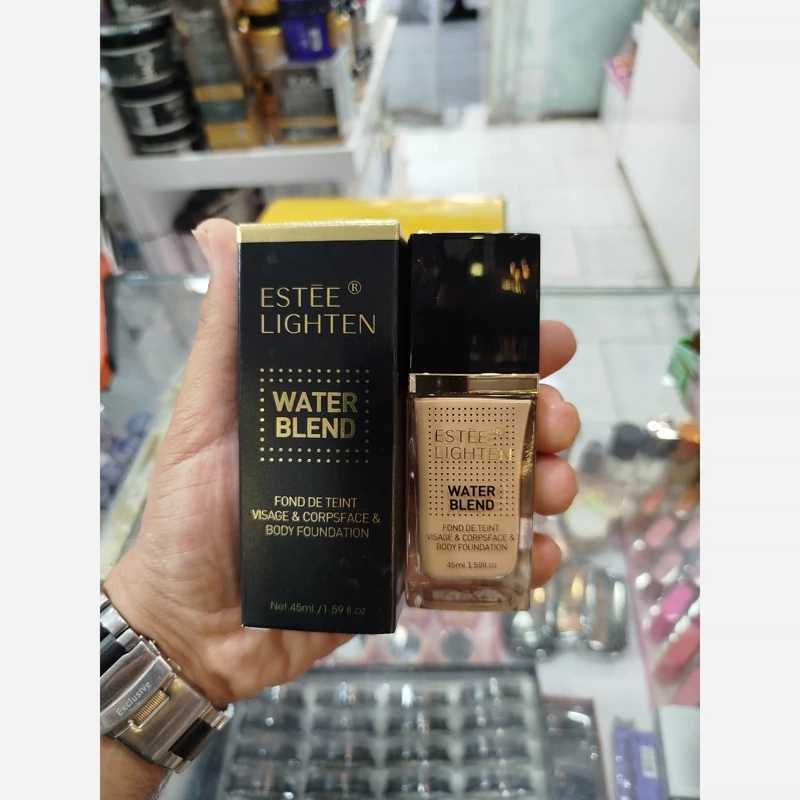 ESTĒE ®
LIGHTEN
WATER
BLEND
FOND DE TEINT
VISAGE & CORPSFACE &
BODY FOUNDATION
Net.45ml /1.59 fl.oz
ESTĒE ®
LIGHTEN
WATER
BLEND
FOND DE TEINT
VISAGE & CORPSFACE &
BODY FOUNDATION
45ml 1.59fl.oz
Exclusive